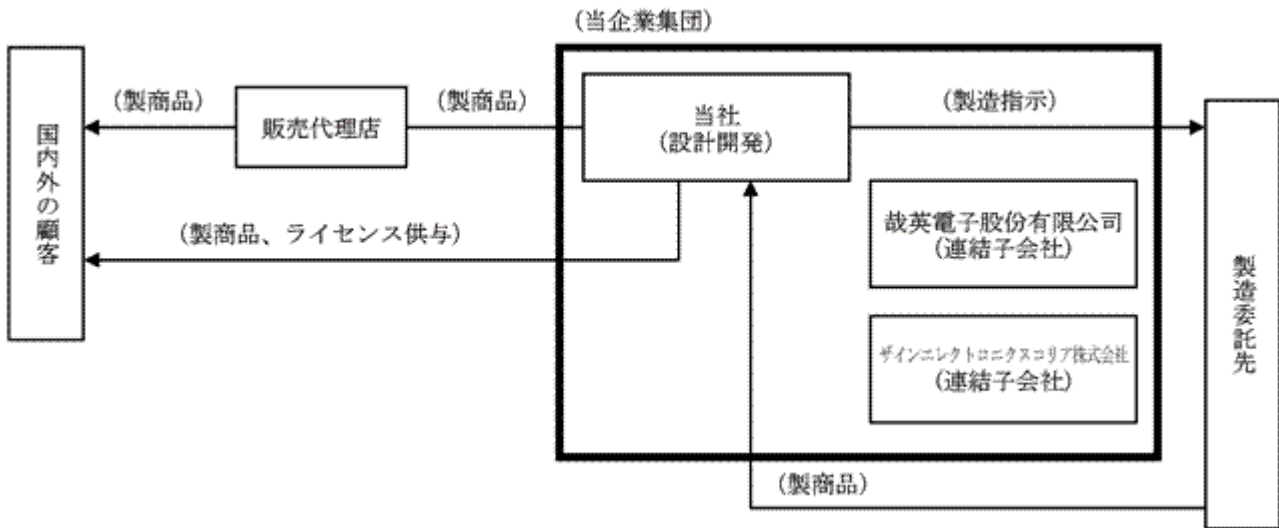 (当企業集団)
国内外の顧客
(製商品)
販売代理店
(製商品)
当社
(設計開発)
(製造指示)
(製商品、ライセンス供与)
哉英電子股份有限公司
(連結子会社)
ザインエレクトロニクスコリア株式会社
(連結子会社)
製造委託先
(製商品)